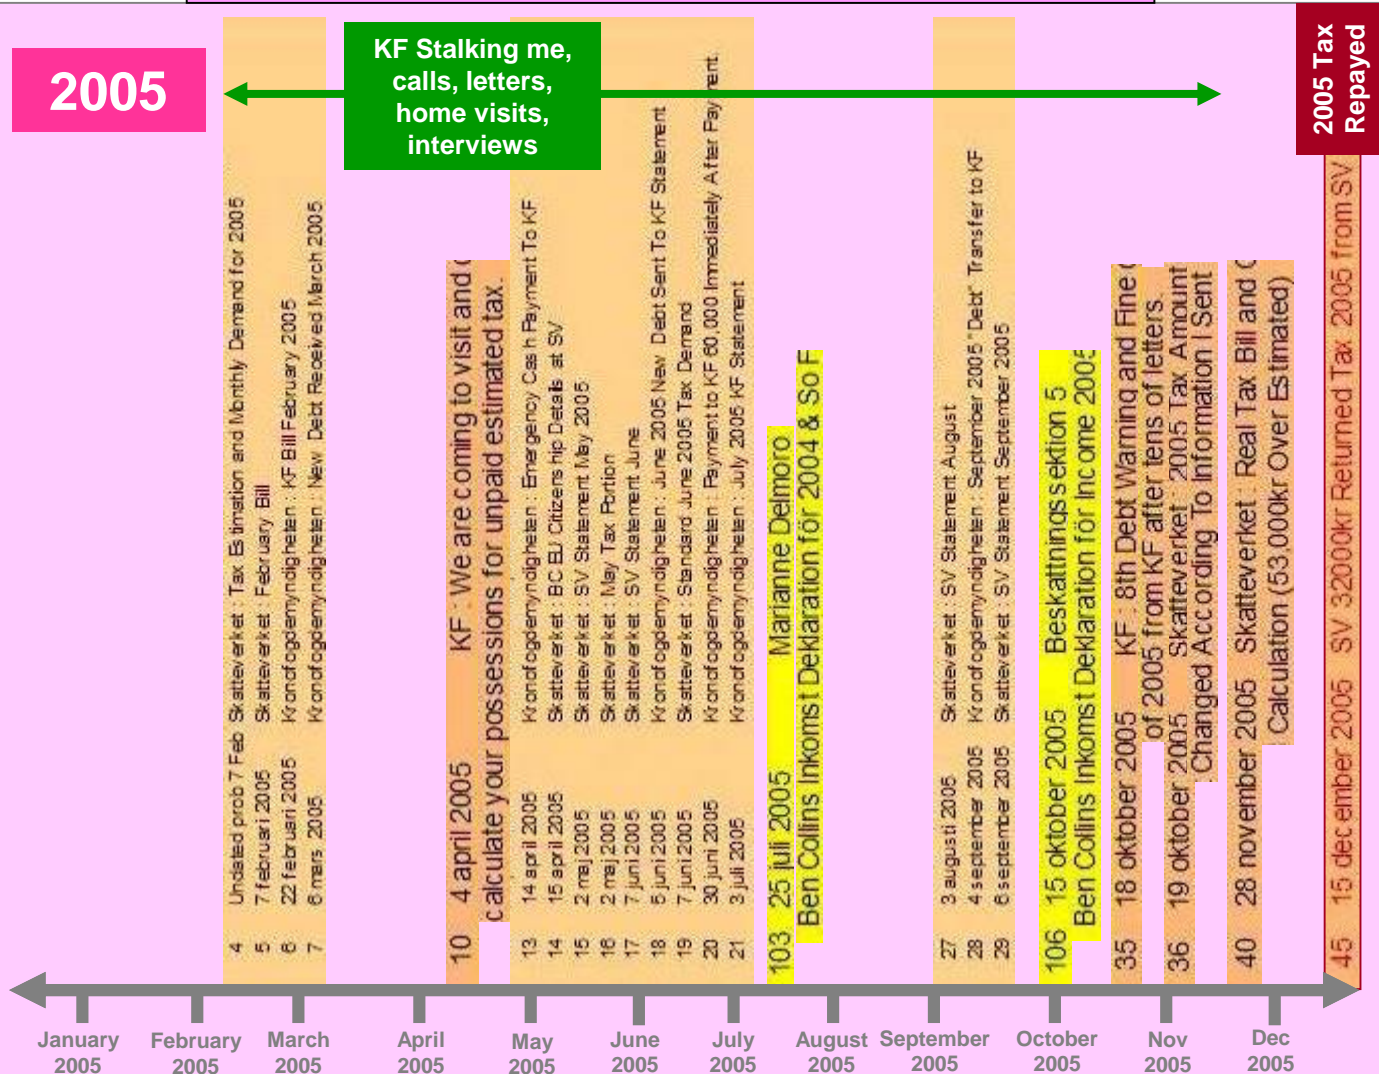 2005
KF Stalking me,
calls, letters,
home visits,
interviews
2005 Tax
Repayed
4 Undated prob 7 Feb Skatteverket : Tax Estimation and Monthly Demand for 2005
5 7 februari 2005 Skatteverket February Bill
6 22 februari 2005 Kronofogdemyndigheten : KF Bill February 2005
7 6 mars 2005 Kronofogdemyndigheten : New Debt Received March 2005
10 4 april 2005 KF : We are coming to visit and
calculate your possessions for unpaid estimated tax.
13 14 april 2005 Kronofogdemyndigheten : Emergency Cash Payment To KF
14 15 april 2005 Skatteverket : BC EU Citizenship Details at SV
15 2 maj 2005 Skatteverket : SV Statement May 2005
16 2 maj 2005 Skatteverket : May Tax Portion
17 7 juni 2005 Skatteverket : SV Statement June
18 5 juni 2005 Kronofogdemyndigheten : June 2005 New Debt Sent To KF Statement
19 7 juni 2005 Skatteverket : Standard June 2005 Tax Demand
20 30 juni 2005 Kronofogdemyndigheten : Payment to KF 60,000 Immediately After Payment.
21 3 juli 2005 Kronofogdemyndigheten : July 2005 KF Statement
103 25 juli 2005 Marianne Delmoro
Ben Collins Inkomst Deklaration för 2004 & So F
27 3 augusti 2005 Skatteverket : SV Statement August
28 4 september 2005 Kronofogdemyndigheten : September 2005 "Debt" Transfer to KF
29 6 september 2005 Skatteverket : SV Statement September 2005
106 15 oktober 2005 Beskattningssektion 5
Ben Collins Inkomst Deklaration för Income 2005
35 18 oktober 2005 KF : 8th Debt Warning and Fine
of 2005 from KF after tens of letters.
36 19 oktober 2005 Skatteverket : 2005 Tax Amount
Changed According To Information I Sent
40 28 november 2005 Skatteverket : Real Tax Bill and
Calculation (53,000kr Over Estimated)
45 15 december 2005 SV 32000kr Returned Tax 2005 from SV
January
2005
February
2005
March
2005
April
2005
May
2005
June
2005
July
2005
August
2005
September
2005
October
2005
Nov
2005
Dec
2005